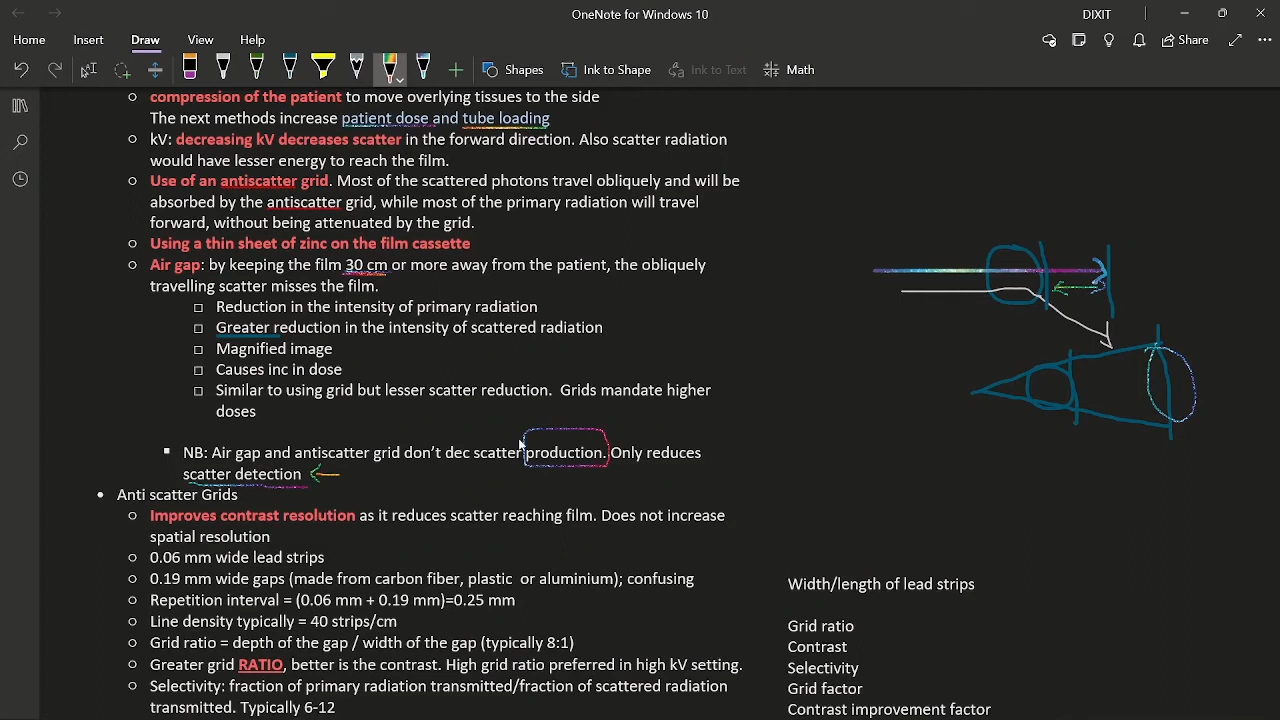 OneNote for Windows 10
DIXIT
Home Insert Draw View Help
Share
Shapes Ink to Shape Ink to Text Math
compression of the patient to move overlying tissues to the side
The next methods increase patient dose and tube loading
kV: decreasing kV decreases scatter in the forward direction. Also scatter radiation
would have lesser energy to reach the film.
Use of an antiscatter grid. Most of the scattered photons travel obliquely and will be
absorbed by the antiscatter grid, while most of the primary radiation will travel
forward, without being attenuated by the grid.
Using a thin sheet of zinc on the film cassette
Air gap: by keeping the film 30 cm or more away from the patient, the obliquely
travelling scatter misses the film.
Reduction in the intensity of primary radiation
Greater reduction in the intensity of scattered radiation
Magnified image
Causes inc in dose
Similar to using grid but lesser scatter reduction.  Grids mandate higher
doses
NB: Air gap and antiscatter grid don't dec scatter production. Only reduces
scatter detection
Anti scatter Grids
Improves contrast resolution as it reduces scatter reaching film. Does not increase
spatial resolution
0.06 mm wide lead strips
0.19 mm wide gaps (made from carbon fiber, plastic  or aluminium); confusing
Repetition interval = (0.06 mm + 0.19 mm)=0.25 mm
Line density typically = 40 strips/cm
Grid ratio = depth of the gap / width of the gap (typically 8:1)
Greater grid RATIO, better is the contrast. High grid ratio preferred in high kV setting.
Selectivity: fraction of primary radiation transmitted/fraction of scattered radiation
transmitted. Typically 6-12
Width/length of lead strips
Grid ratio
Contrast
Selectivity
Grid factor
Contrast improvement factor